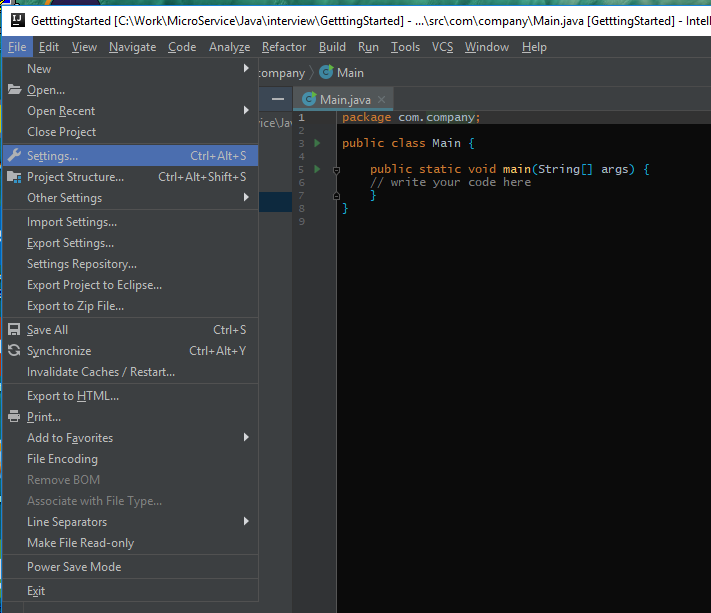 IJ GetttingStarted [C:\Work\MicroService\Java\interview\GetttingStarted] - ...\src\com\company\Main.java [GetttingStarted] - Intell
File Edit View Navigate Code Analyze Refactor Build Run Tools VCS Window Help
New
Open...
Open Recent
Close Project
Settings... Ctrl+Alt+S
Project Structure... Ctrl+Alt+Shift+S
Other Settings
Import Settings...
Export Settings...
Settings Repository...
Export Project to Eclipse...
Export to Zip File...
Save All Ctrl+S
Synchronize Ctrl+Alt+Y
Invalidate Caches / Restart...
Export to HTML...
Print...
Add to Favorites
File Encoding
Remove BOM
Associate with File Type...
Line Separators
Make File Read-only
Power Save Mode
Exit
company C Main
vice\Jav
C Main.java
1 package com.company;
2
3 public class Main {
4
5 public static void main(String[] args) {
6 // write your code here
7 }
8 }
9